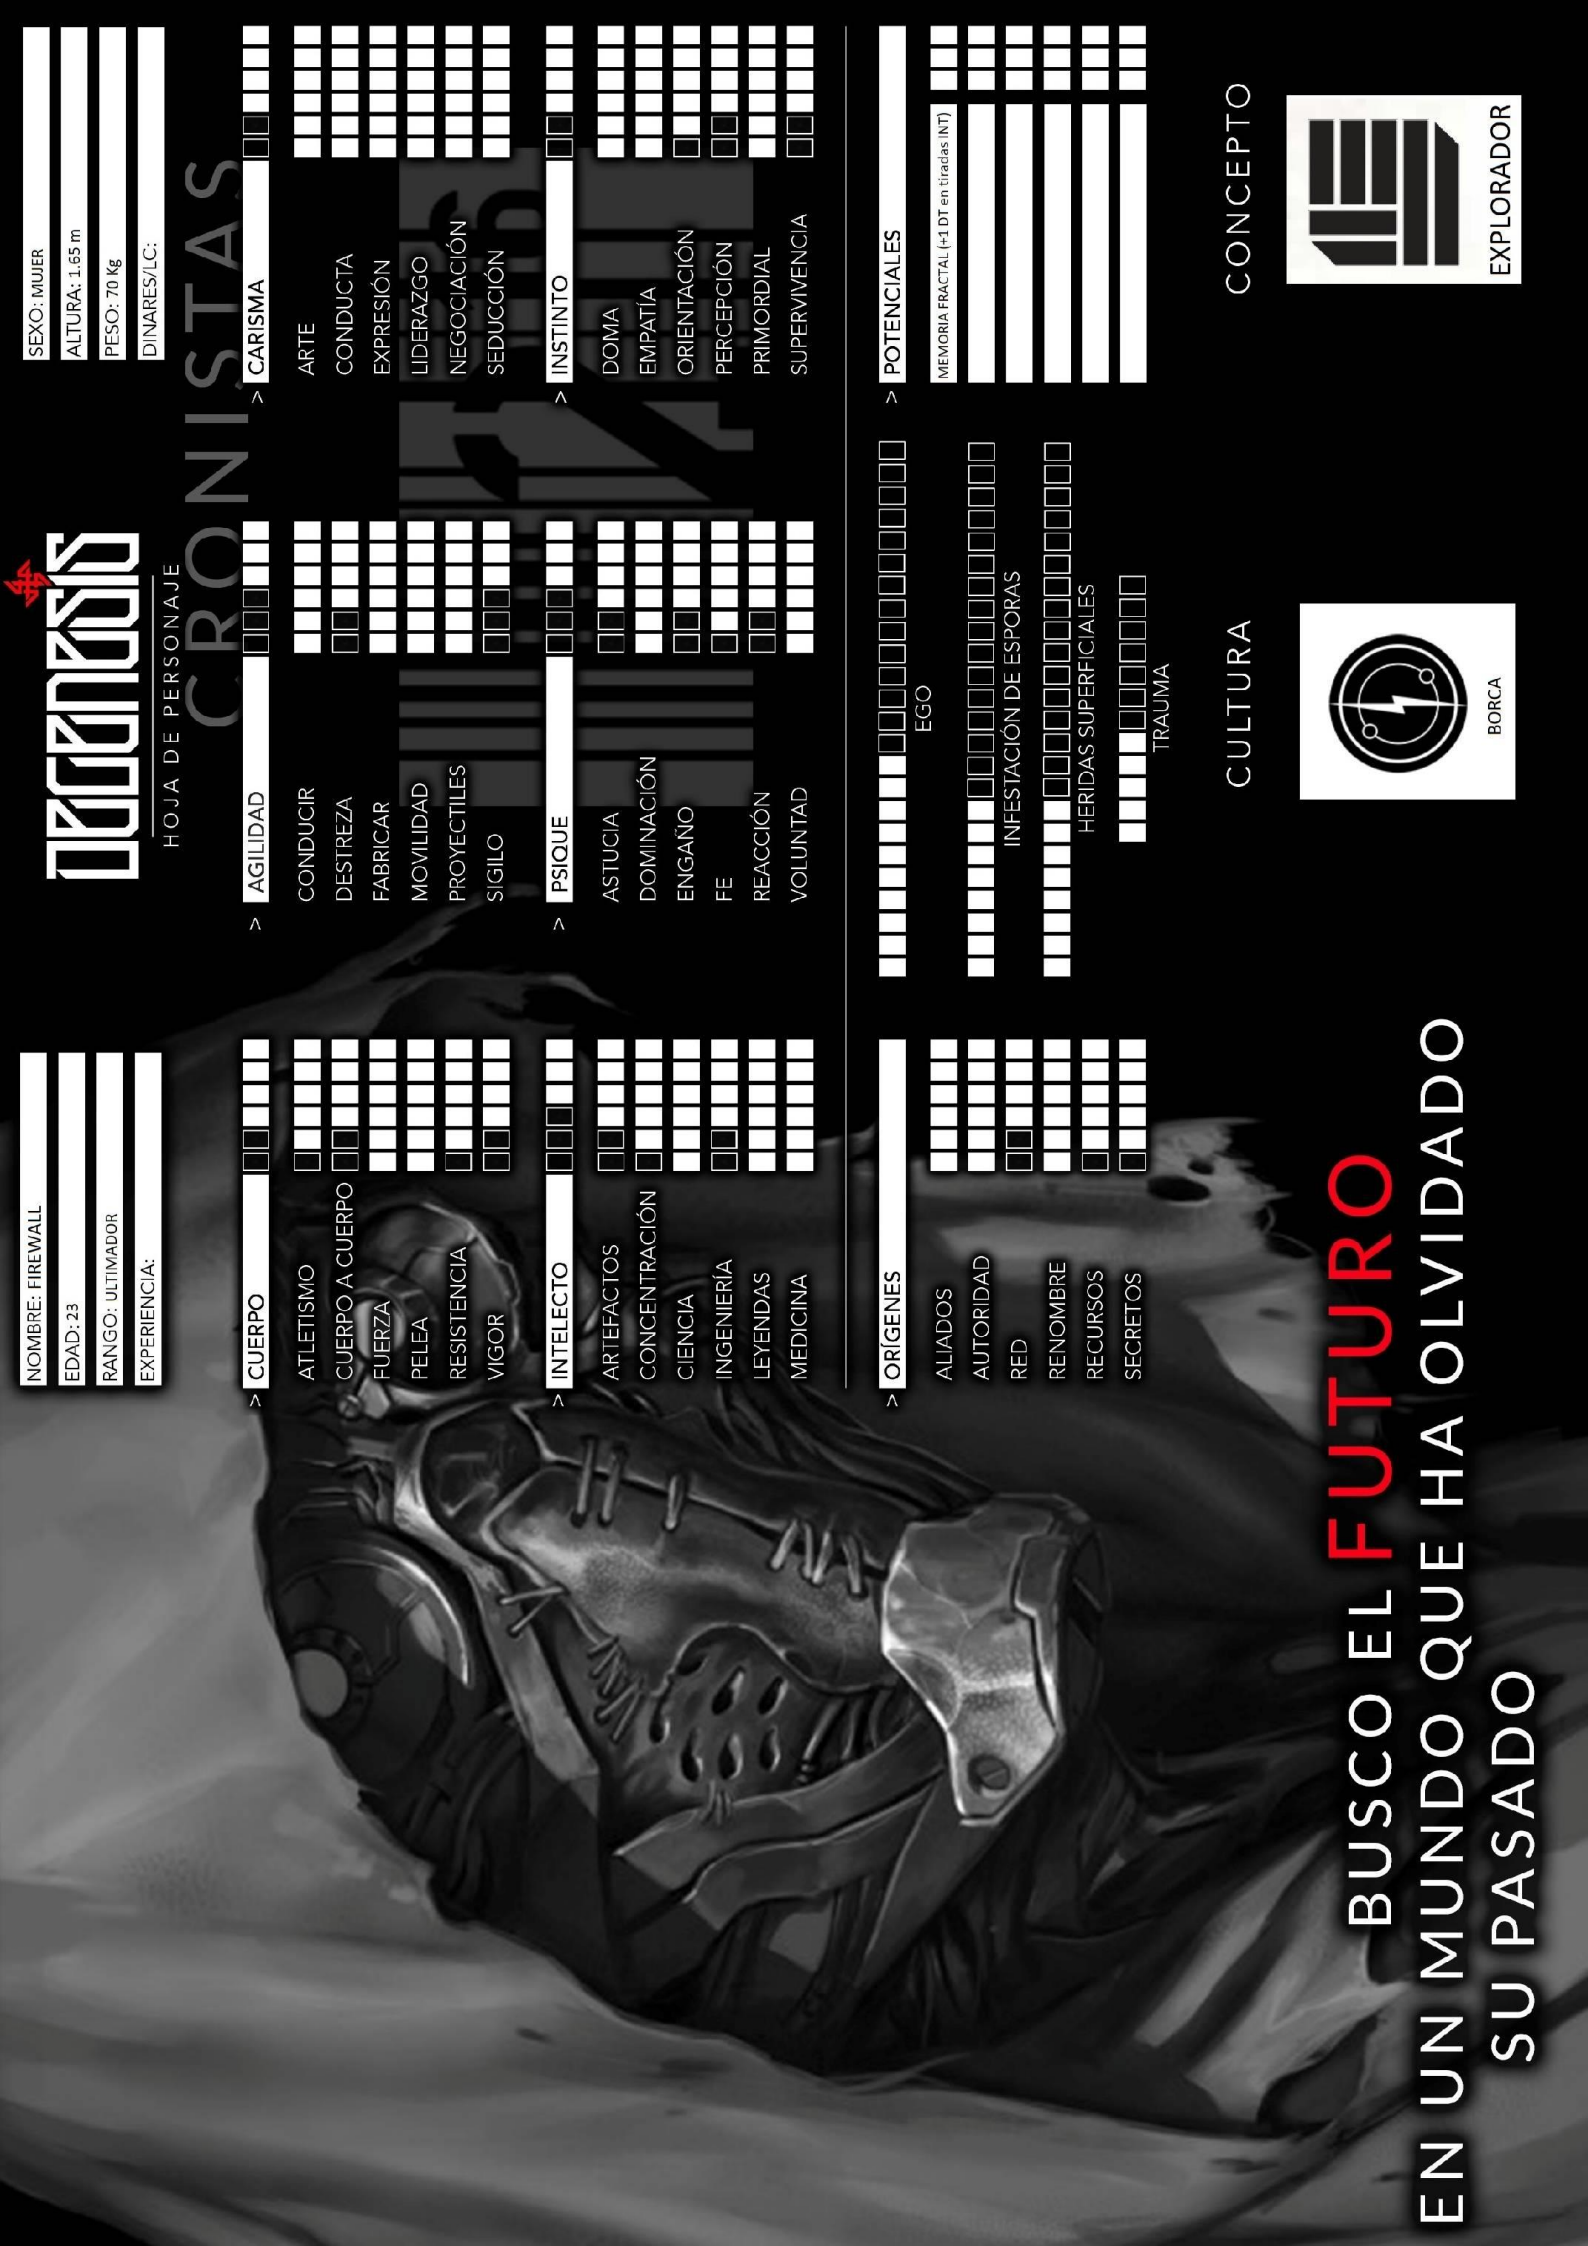 NOMBRE: FIREWALL
EDAD: 23
RANGO: ULTIMADOR
EXPERIENCIA:
DEGENESIS
HOJA DE PERSONAJE
SEXO: MUJER
ALTURA: 1.65 m
PESO: 70 Kg
DINARES/LC:
CRONISTAS
> CUERPO
ATLETISMO
CUERPO A CUERPO
FUERZA
PELEA
RESISTENCIA
VIGOR
> AGILIDAD
CONDUCIR
DESTREZA
FABRICAR
MOVILIDAD
PROYECTILES
SIGILO
> CARISMA
ARTE
CONDUCTA
EXPRESIÓN
LIDERAZGO
NEGOCIACIÓN
SEDUCCIÓN
> INTELECTO
ARTEFACTOS
CONCENTRACIÓN
CIENCIA
INGENIERÍA
LEYENDAS
MEDICINA
> PSIQUE
ASTUCIA
DOMINACIÓN
ENGAÑO
FE
REACCIÓN
VOLUNTAD
> INSTINTO
DOMA
EMPATÍA
ORIENTACIÓN
PERCEPCIÓN
PRIMORDIAL
SUPERVIVENCIA
> ORÍGENES
ALIADOS
AUTORIDAD
RED
RENOMBRE
RECURSOS
SECRETOS
EGO
INFESTACIÓN DE ESPORAS
HERIDAS SUPERFICIALES
TRAUMA
> POTENCIALES
MEMORIA FRACTAL (+1 DT en tiradas INT)
CULTURA
BORCA
CONCEPTO
EXPLORADOR
BUSCO EL FUTURO
EN UN MUNDO QUE HA OLVIDADO
SU PASADO